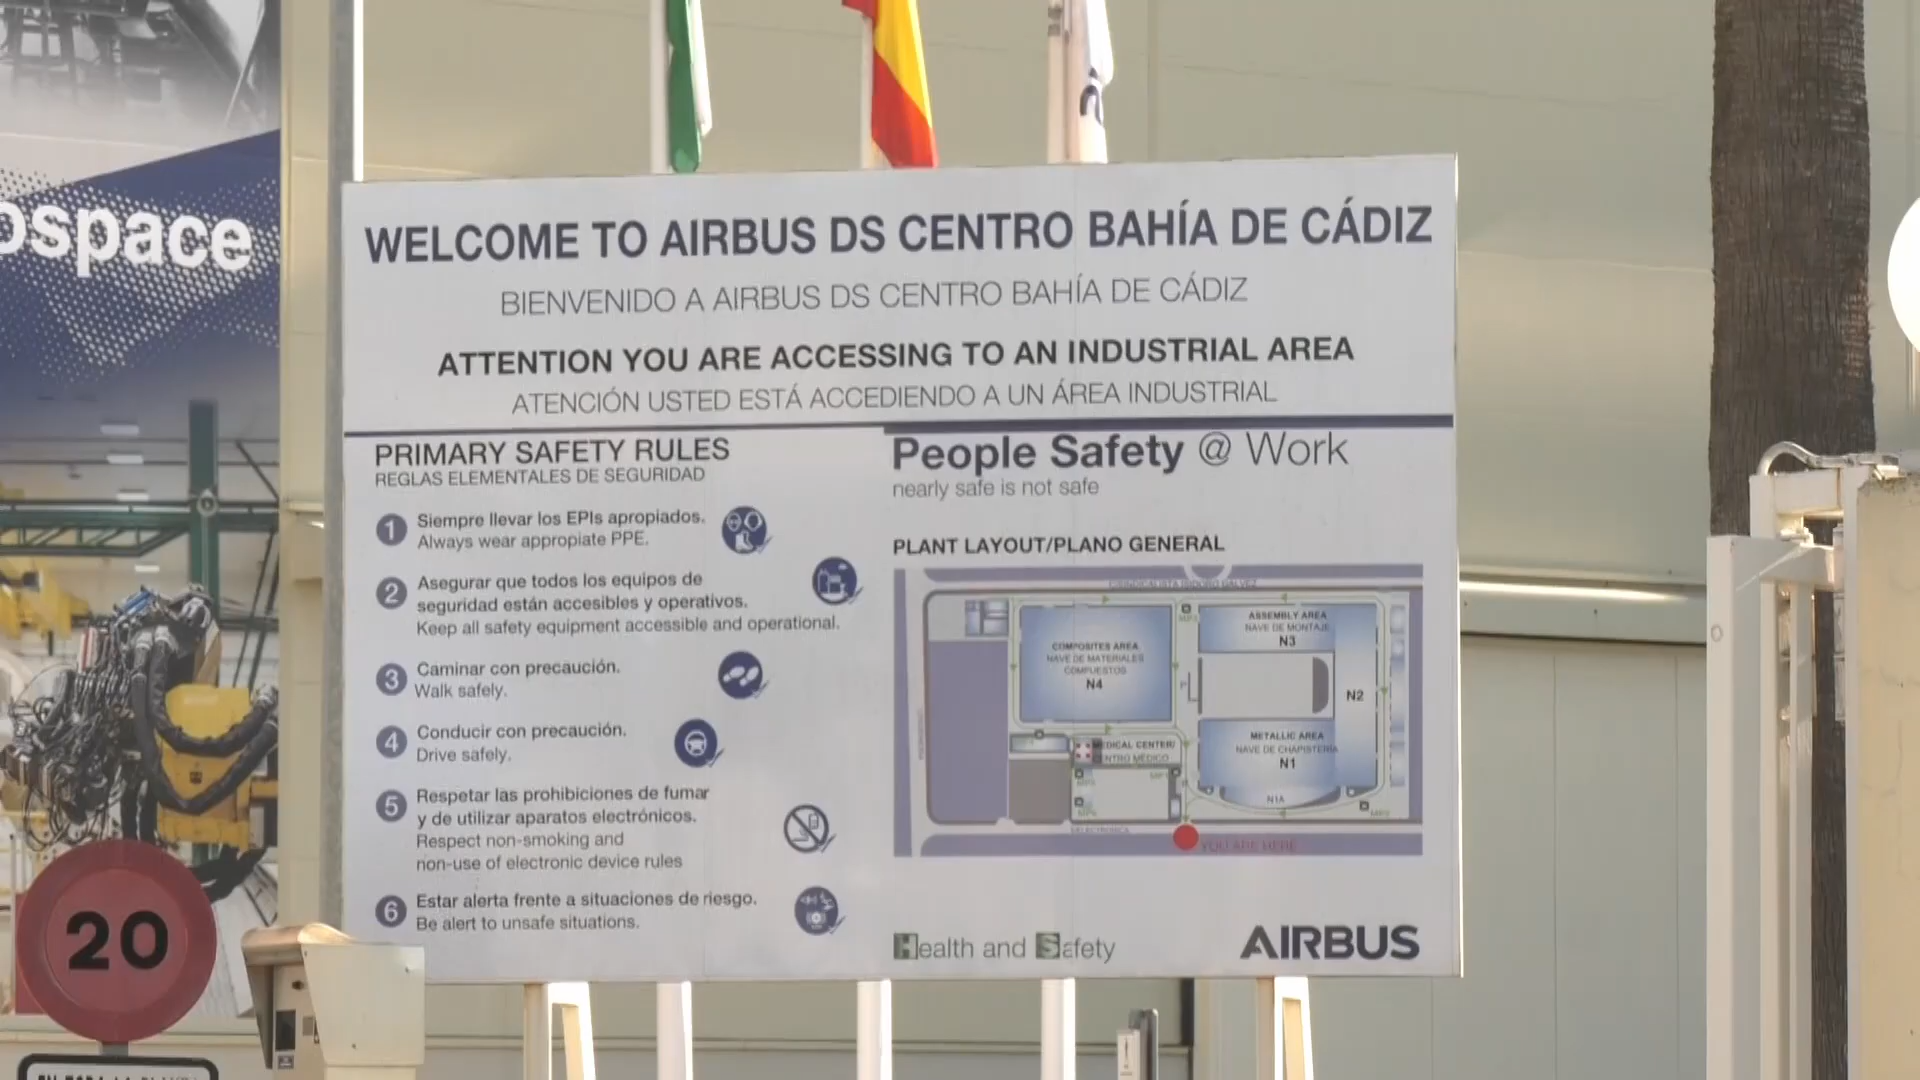 ospace
WELCOME TO AIRBUS DS CENTRO BAHÍA DE CÁDIZ
BIENVENIDO A AIRBUS DS CENTRO BAHÍA DE CÁDIZ
ATTENTION YOU ARE ACCESSING TO AN INDUSTRIAL AREA
ATENCIÓN USTED ESTÁ ACCEDIENDO A UN ÁREA INDUSTRIAL
PRIMARY SAFETY RULES
REGLAS ELEMENTALES DE SEGURIDAD
1 Siempre llevar los EPIs apropiados.
Always wear appropiate PPE.
2 Asegurar que todos los equipos de
seguridad están accesibles y operativos.
Keep all safety equipment accessible and operational.
3 Caminar con precaución.
Walk safely.
4 Conducir con precaución.
Drive safely.
5 Respetar las prohibiciones de fumar
y de utilizar aparatos electrónicos.
Respect non-smoking and
non-use of electronic device rules
6 Estar alerta frente a situaciones de riesgo.
Be alert to unsafe situations.
People Safety @ Work
nearly safe is not safe
PLANT LAYOUT/PLANO GENERAL
COMPOSITES AREA
NAVE DE MATERIALES
COMPUESTOS
N4
ASSEMBLY AREA
NAVE DE MONTAJE
N3
N2
METALLIC AREA
NAVE DE CHAPISTERÍA
N1
N1A
MEDICAL CENTER/
CENTRO MÉDICO
YOU ARE HERE
Health and Safety
AIRBUS
20